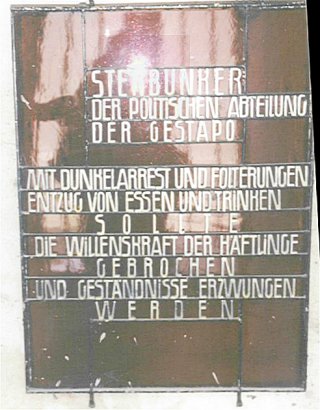 STEHBUNKER
DER POLITISCHEN ABTEILUNG
DER GESTAPO
MIT DUNKELARREST UND FOLTERUNGEN
ENTZUG VON ESSEN UND TRINKEN
SOLLTE
DIE WILLENSKRAFT DER HÄFTLINGE
GEBROCHEN
UND GESTÄNDNISSE ERZWUNGEN
WERDEN